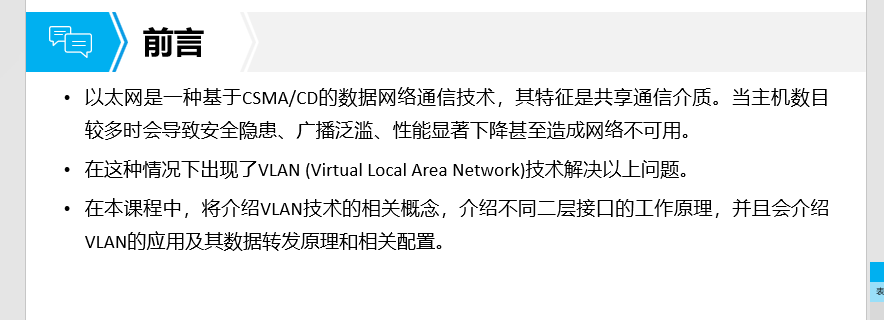 前言
• 以太网是一种基于CSMA/CD的数据网络通信技术，其特征是共享通信介质。当主机数目
较多时会导致安全隐患、广播泛滥、性能显著下降甚至造成网络不可用。
• 在这种情况下出现了VLAN (Virtual Local Area Network)技术解决以上问题。
• 在本课程中，将介绍VLAN技术的相关概念，介绍不同二层接口的工作原理，并且会介绍
VLAN的应用及其数据转发原理和相关配置。